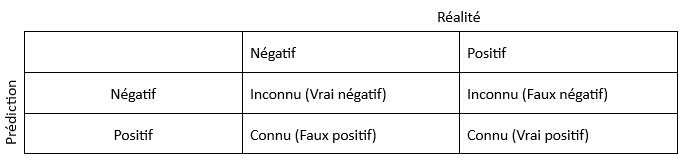 Réalité
Négatif Positif
Prédiction
Négatif Inconnu (Vrai négatif) Inconnu (Faux négatif)
Positif Connu (Faux positif) Connu (Vrai positif)